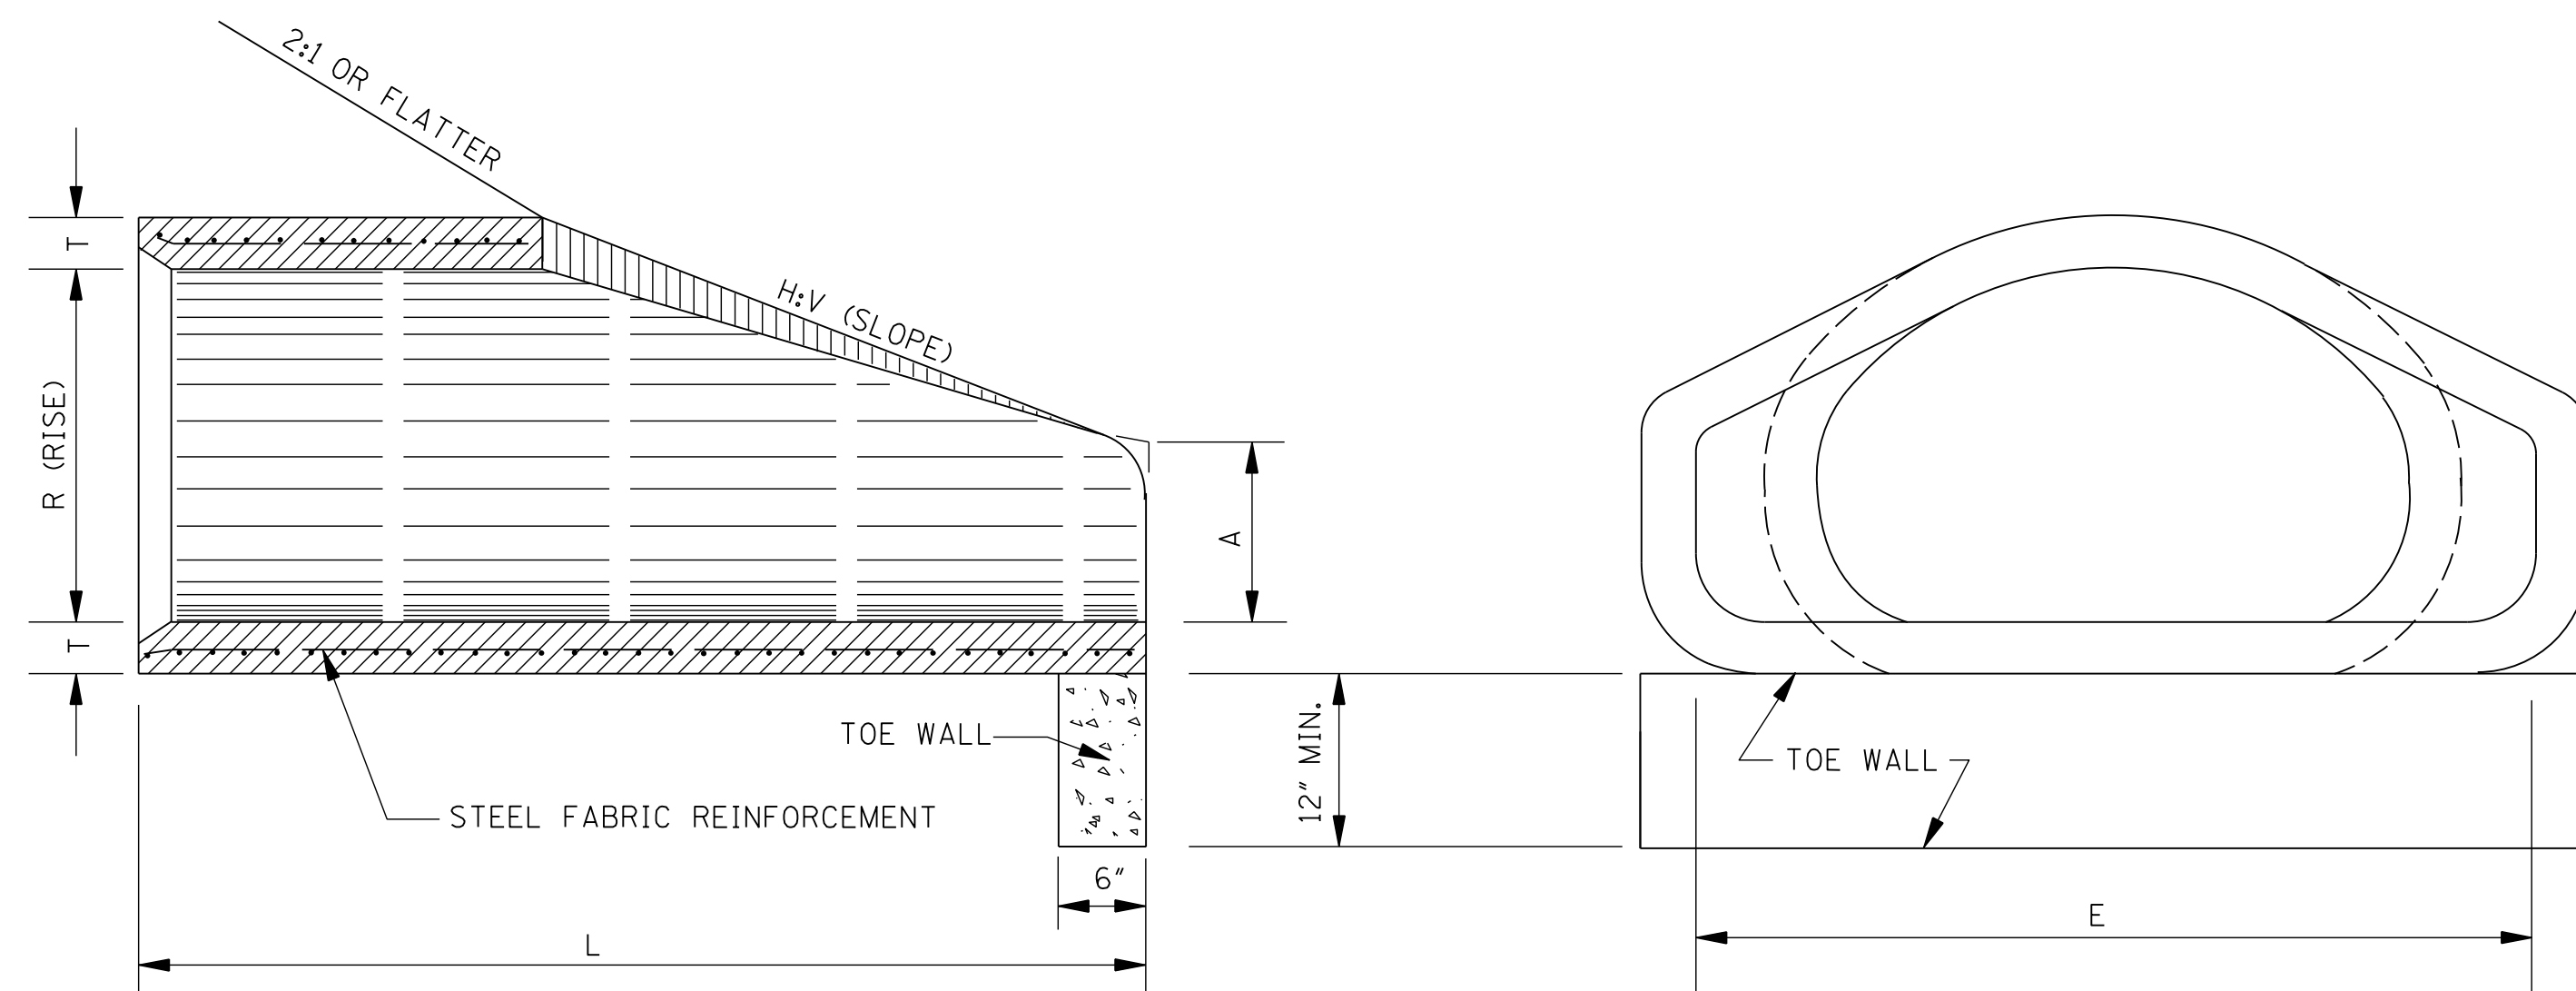 2:1 OR FLATTER
T
H:V (SLOPE)
R (RISE)
A
T
12" MIN.
TOE WALL
TOE WALL
STEEL FABRIC REINFORCEMENT
6"
E
L